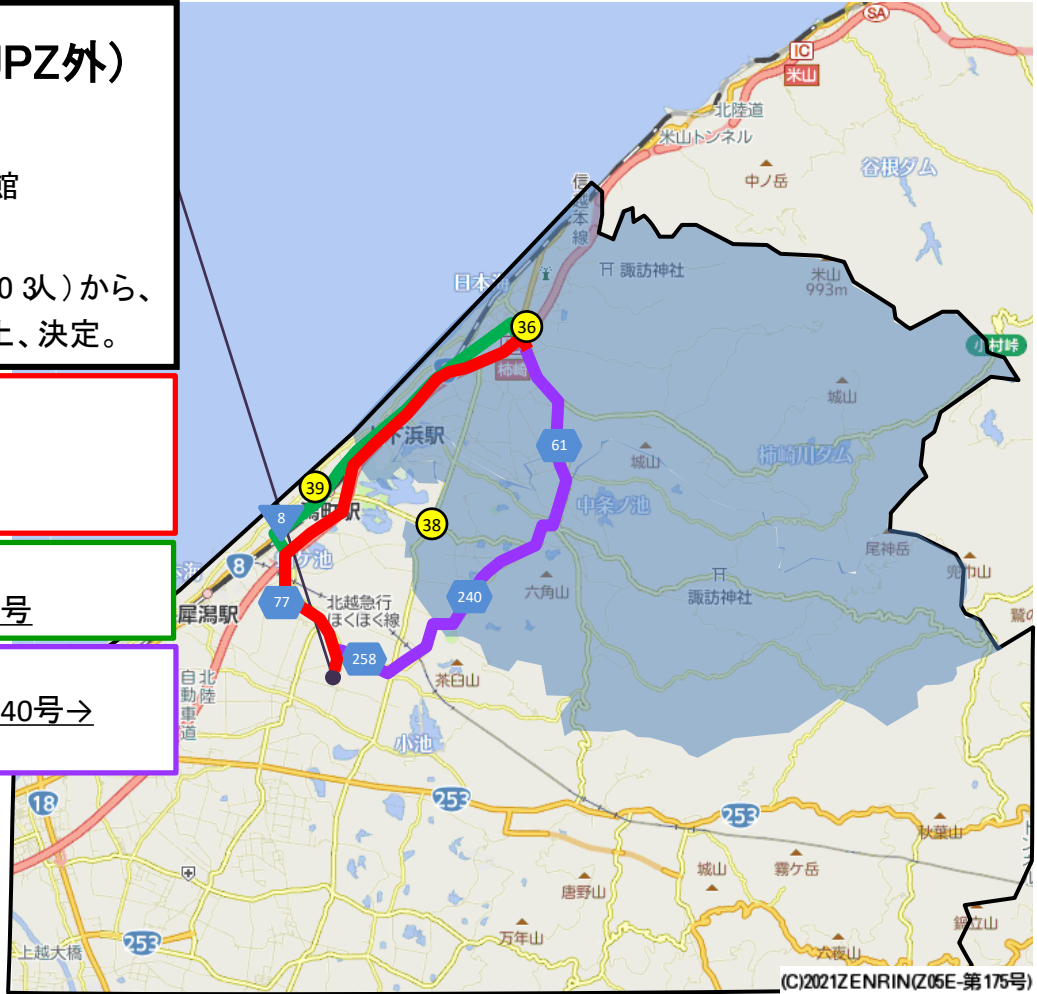 PZ外）
館
0 3人）から、
上、決定。
号
40号→
SA
IC
米山
北陸道
米山トンネル
中ノ岳
谷根ダム
信越本線
諏訪神社
米山
993m
日本海
36
小村峠
柿崎
城山
下浜駅
61
城山
柿崎川ダム
39
潟町駅
中条ノ池
8
38
尾神岳
兜巾山
8
ケ池
240
六角山
諏訪神社
犀潟駅
77
北越急行
ほくほく線
鷲の
258
茶臼山
北陸自動車道
小池
18
253
253
秋葉山
城山
霧ケ岳
唐野山
鍋立山
上越大橋
253
万年山
六夜山
(C)2021ZENRIN(Z05E-第175号)